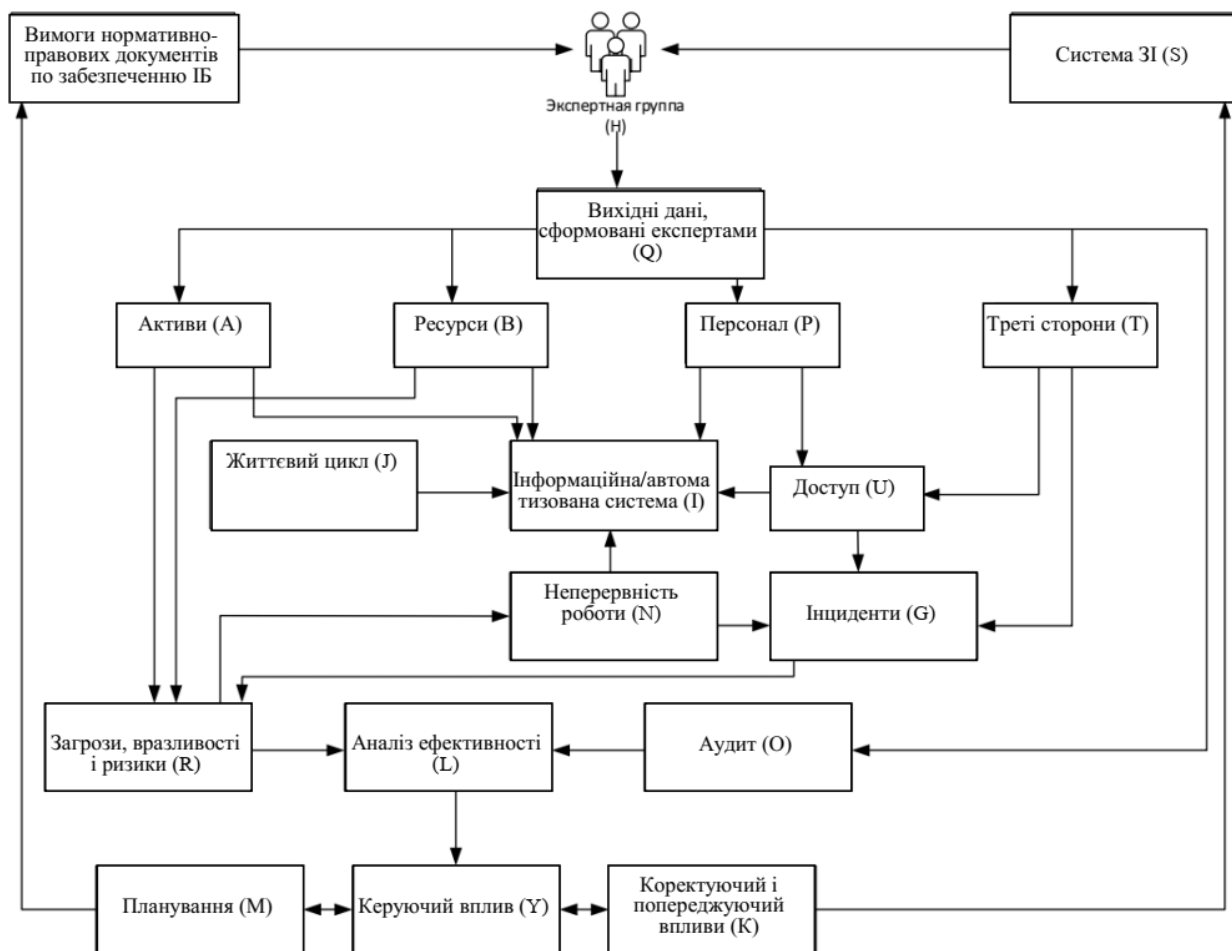 Вимоги нормативно-
правових документів
по забезпеченню ІБ
Система ЗІ (S)
Экспертная группа
(Н)
Вихідні дані,
сформовані експертами
(Q)
Активи (А)
Ресурси (В)
Персонал (Р)
Треті сторони (Т)
Життєвий цикл (J)
Інформаційна/автома
тизована система (І)
Доступ (U)
Неперервність
роботи (N)
Інциденти (G)
Загрози, вразливості
і ризики (R)
Аналіз ефективності
(L)
Аудит (О)
Планування (М)
Керуючий вплив (Y)
Коректуючий і
попереджуючий
впливи (К)